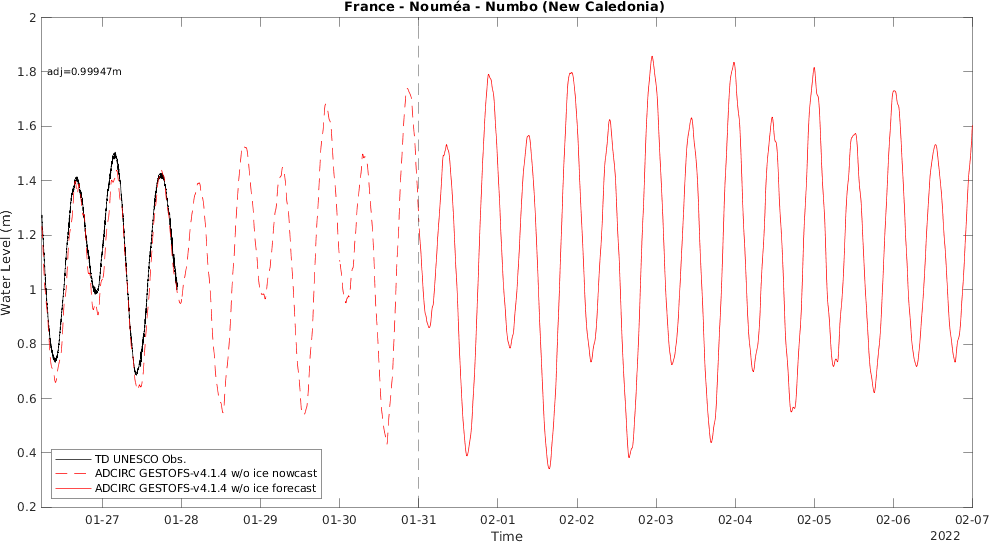 France - Nouméa - Numbo (New Caledonia)
2
1.8
1.6
1.4
1.2
1
0.8
0.6
0.4
0.2
Water Level (m)
adj=0.99947m
TD UNESCO Obs.
ADCIRC GESTOFS-v4.1.4 w/o ice nowcast
ADCIRC GESTOFS-v4.1.4 w/o ice forecast
01-27 01-28 01-29 01-30 01-31 02-01 02-02 02-03 02-04 02-05 02-06 02-07
Time
2022